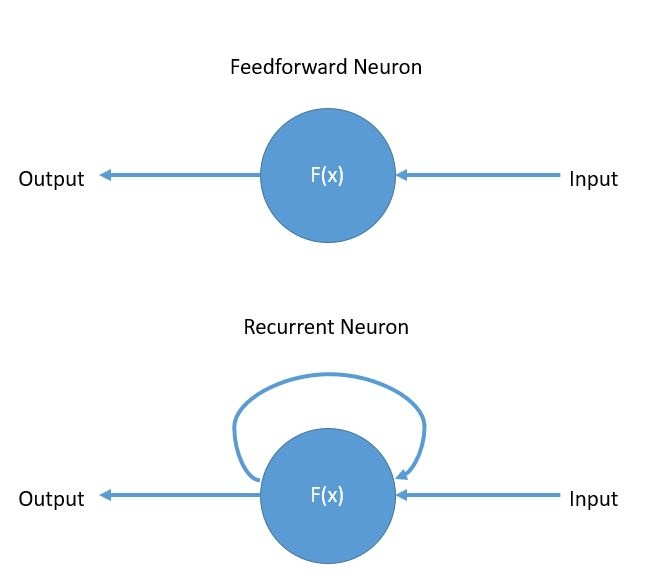 Feedforward Neuron
Output
F(x)
Input
Recurrent Neuron
Output
F(x)
Input